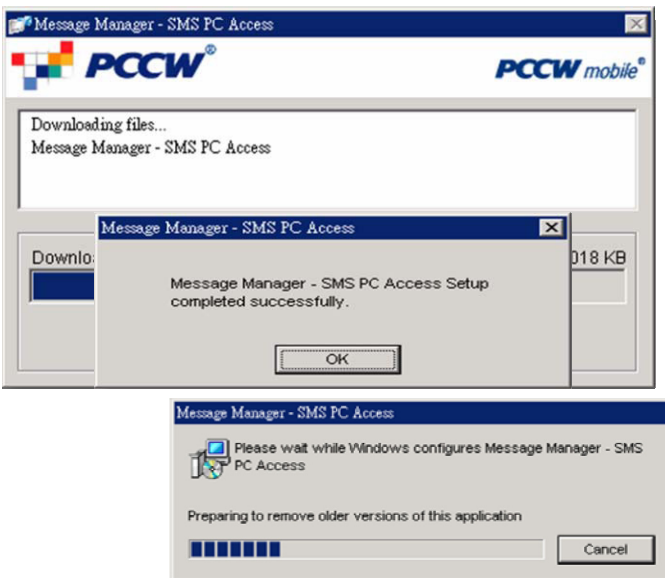 Message Manager - SMS PC Access
PCCW®
PCCW mobile®
Downloading files...
Message Manager - SMS PC Access
Message Manager - SMS PC Access
018 KB
Message Manager - SMS PC Access Setup
completed successfully.
OK
Message Manager - SMS PC Access
Please wait while Windows configures Message Manager - SMS
PC Access
Preparing to remove older versions of this application
Cancel